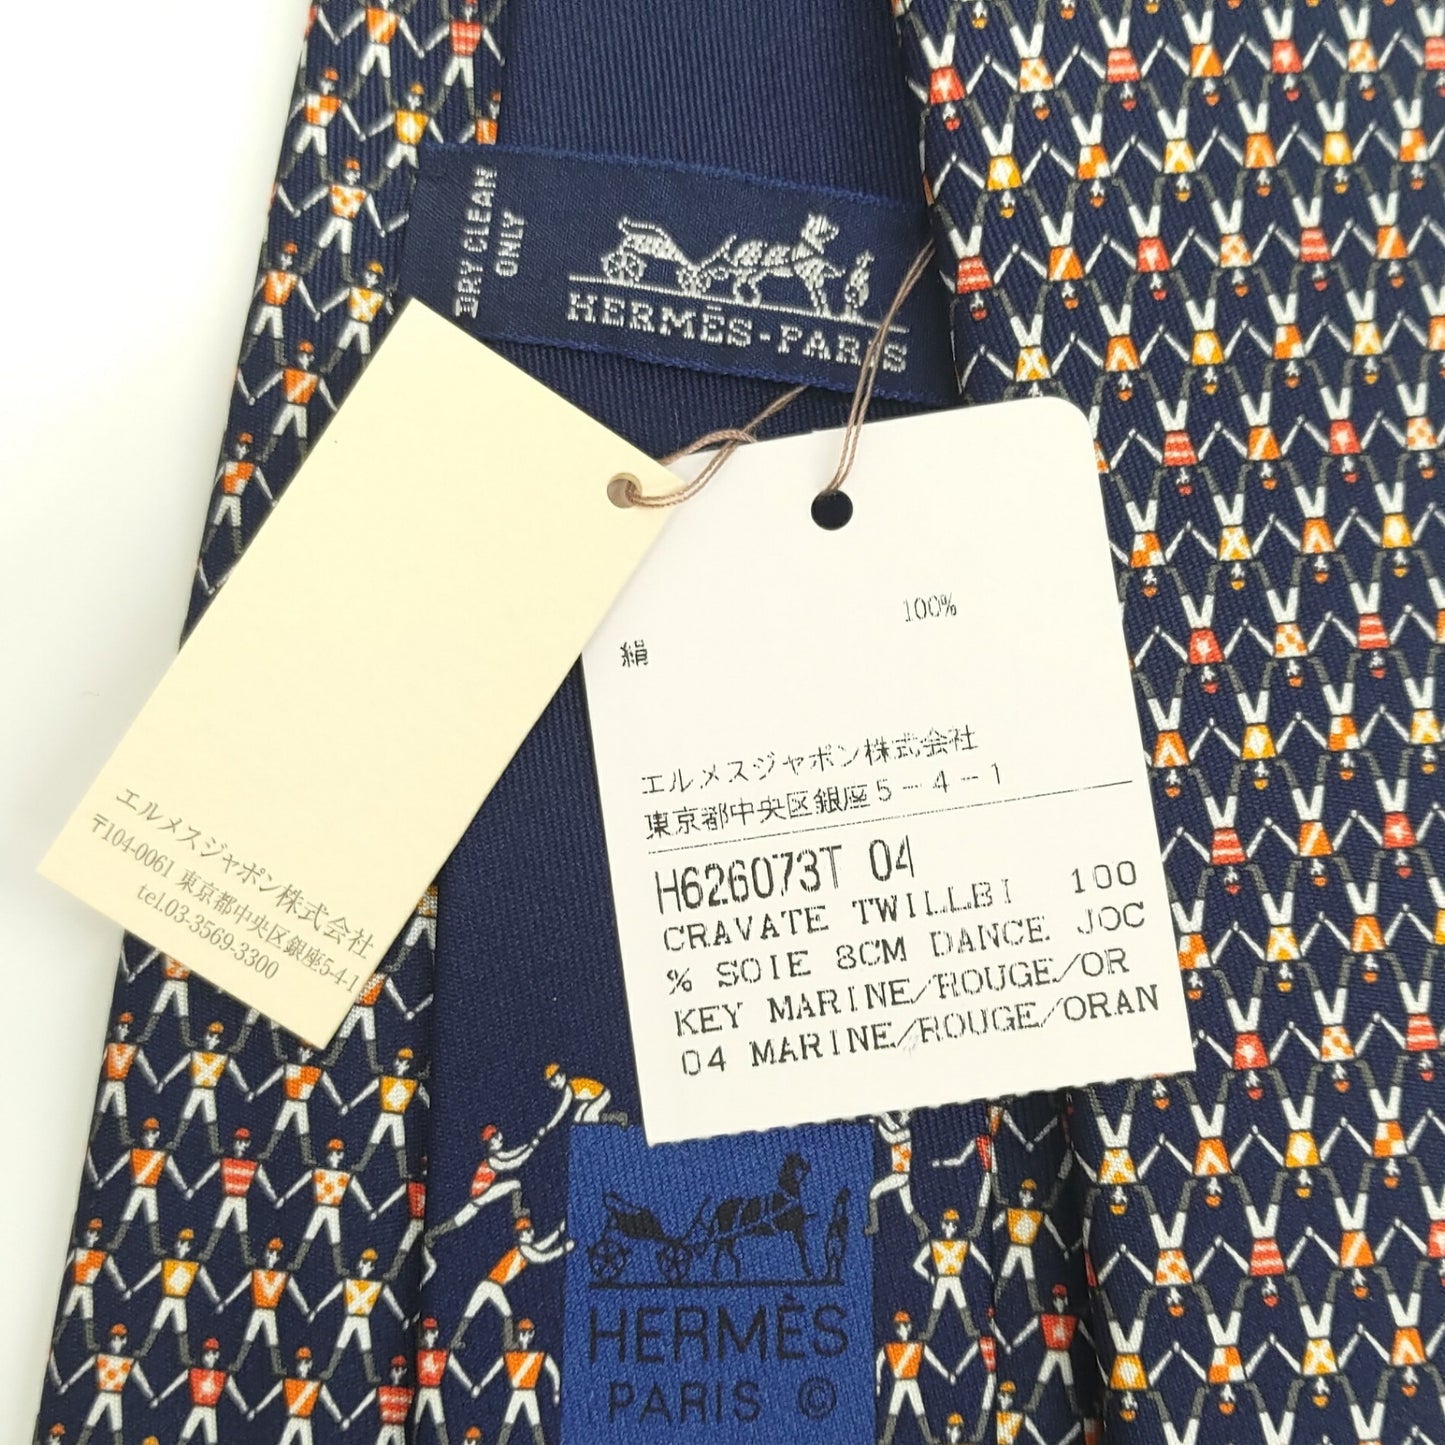 DRY CLEAN
ONLY
HERMÈS-PARIS
エルメスジャポン株式会社
〒104-0061 東京都中央区銀座5-4-1
tel.03-3569-3300
100%
絹
エルメスジャポン株式会社
東京都中央区銀座5-4-1
H626073T 04
CRAVATE TWILLBI 100
% SOIE 8CM DANCE JOC
KEY MARINE/ROUGE/OR
04 MARINE/ROUGE/ORAN
HERMÈS
PARIS ©